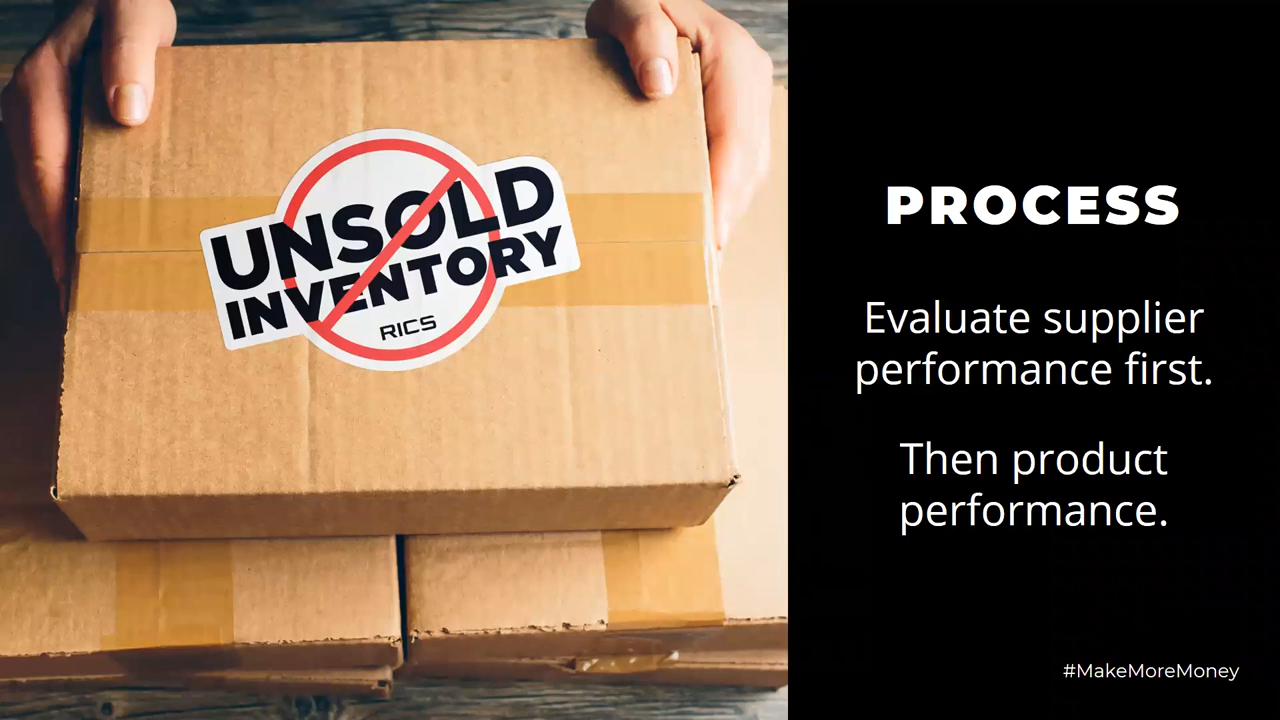 UNSOLD
INVENTORY
RICS
PROCESS
Evaluate supplier
performance first.
Then product
performance.
#MakeMoreMoney